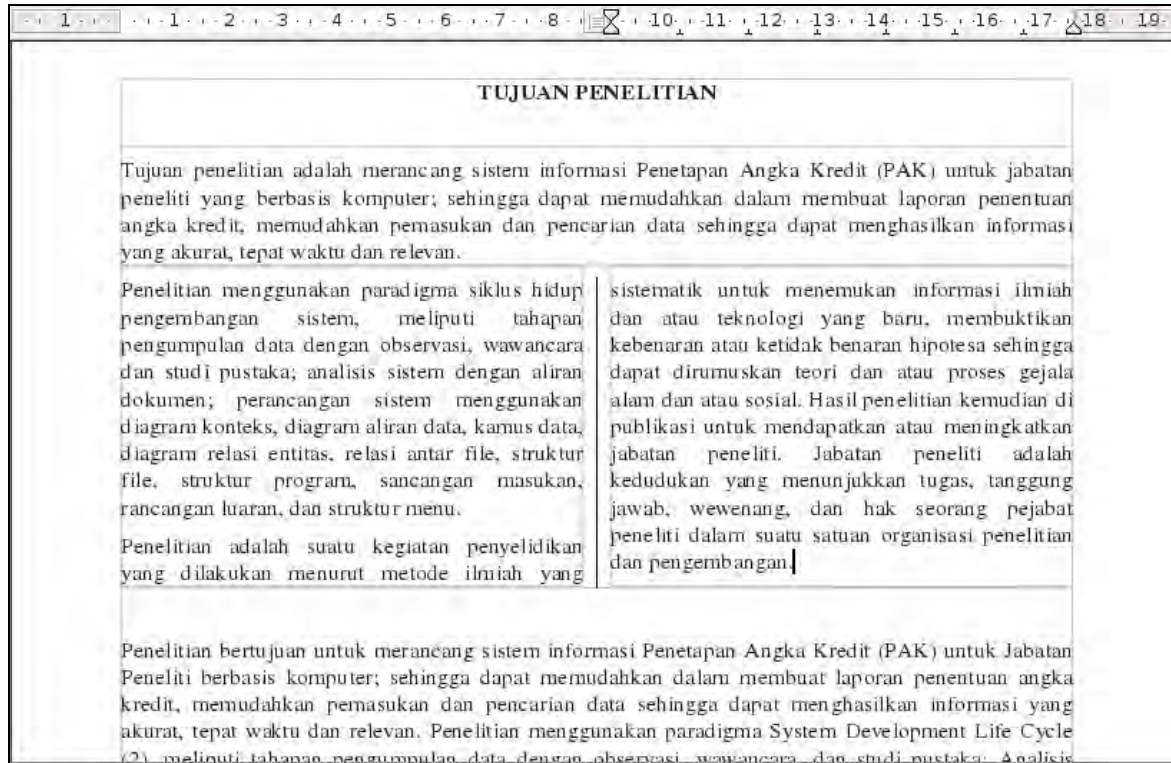 1 1 2 3 4 5 6 7 8 10 11 12 13 14 15 16 17 18 19
TUJUAN PENELITIAN
Tujuan penelitian adalah merancang sistem informasi Penetapan Angka Kredit (PAK) untuk jabatan
peneliti yang berbasis komputer; sehingga dapat memudahkan dalam membuat laporan penentuan
angka kredit, memudahkan pemasukan dan pencarian data sehingga dapat menghasilkan informasi
yang akurat, tepat waktu dan relevan.
Penelitian menggunakan paradigma siklus hidup
pengembangan sistem, meliputi tahapan
pengumpulan data dengan observasi, wawancara
dan studi pustaka; analisis sistem dengan aliran
dokumen; perancangan sistem menggunakan
diagram konteks, diagram aliran data, kamus data,
diagram relasi entitas, relasi antar file, struktur
file, struktur program, sancangan masukan,
rancangan luaran, dan struktur menu.
Penelitian adalah suatu kegiatan penyelidikan
yang dilakukan menurut metode ilmiah yang
sistematik untuk menemukan informasi ilmiah
dan atau teknologi yang baru, membuktikan
kebenaran atau ketidak benaran hipotesa sehingga
dapat dirumuskan teori dan atau proses gejala
alam dan atau sosial. Hasil penelitian kemudian di
publikasi untuk mendapatkan atau meningkatkan
jabatan peneliti. Jabatan peneliti adalah
kedudukan yang menunjukkan tugas, tanggung
jawab, wewenang, dan hak seorang pejabat
peneliti dalam suatu satuan organisasi penelitian
dan pengembangan.
Penelitian bertujuan untuk merancang sistem informasi Penetapan Angka Kredit (PAK) untuk Jabatan
Peneliti berbasis komputer; sehingga dapat memudahkan dalam membuat laporan penentuan angka
kredit, memudahkan pemasukan dan pencarian data sehingga dapat menghasilkan informasi yang
akurat, tepat waktu dan relevan. Penelitian menggunakan paradigma System Development Life Cycle
(2), meliputi tahapan pengumpulan data dengan observasi, wawancara, dan studi pustaka; Analisis